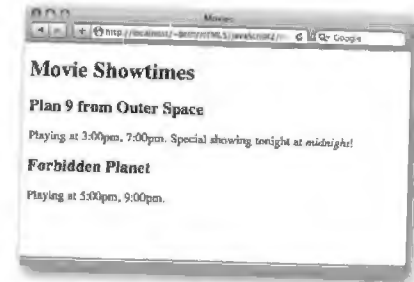 Movies
Google
Movie Showtimes
Plan 9 from Outer Space
Playing at 3:00pm, 7:00pm. Special showing tonight at midnight!
Forbidden Planet
Playing at 5:00pm, 9:00pm.